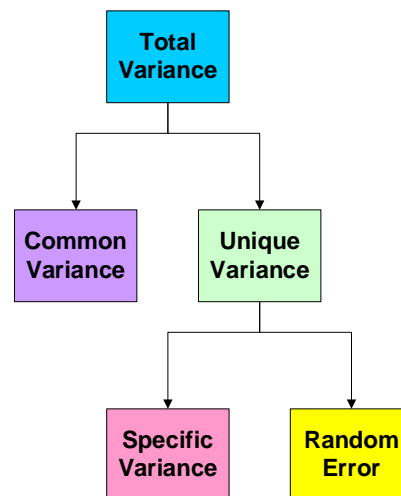 Total
Variance
Common
Variance
Unique
Variance
Specific
Variance
Random
Error